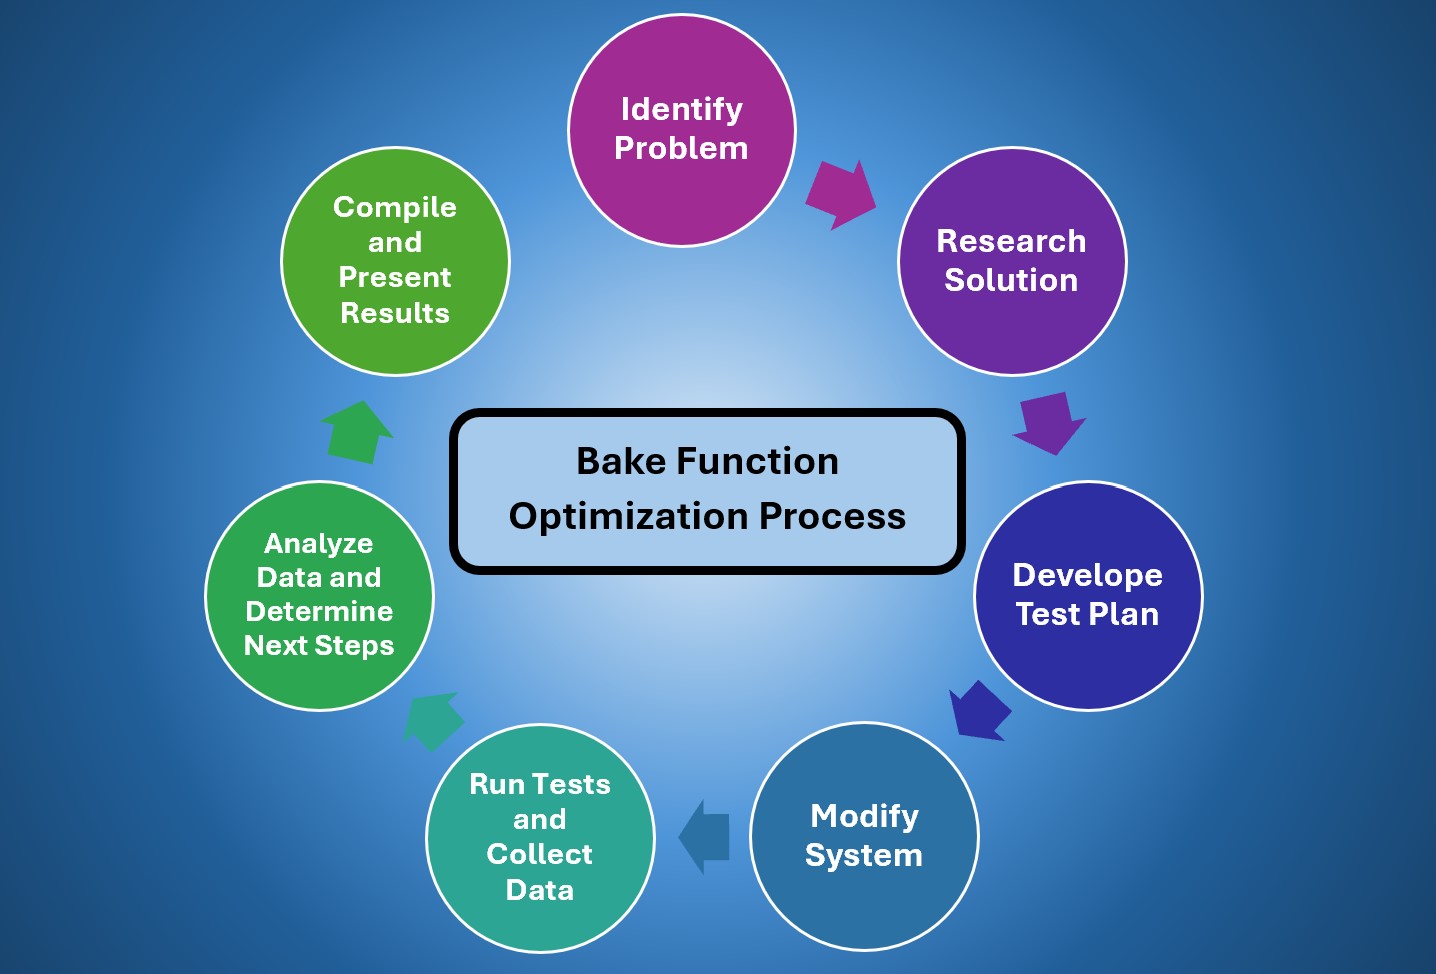 Identify
Problem
Research
Solution
Develope
Test Plan
Modify
System
Run Tests
and
Collect
Data
Analyze
Data and
Determine
Next Steps
Compile
and
Present
Results
Bake Function
Optimization Process